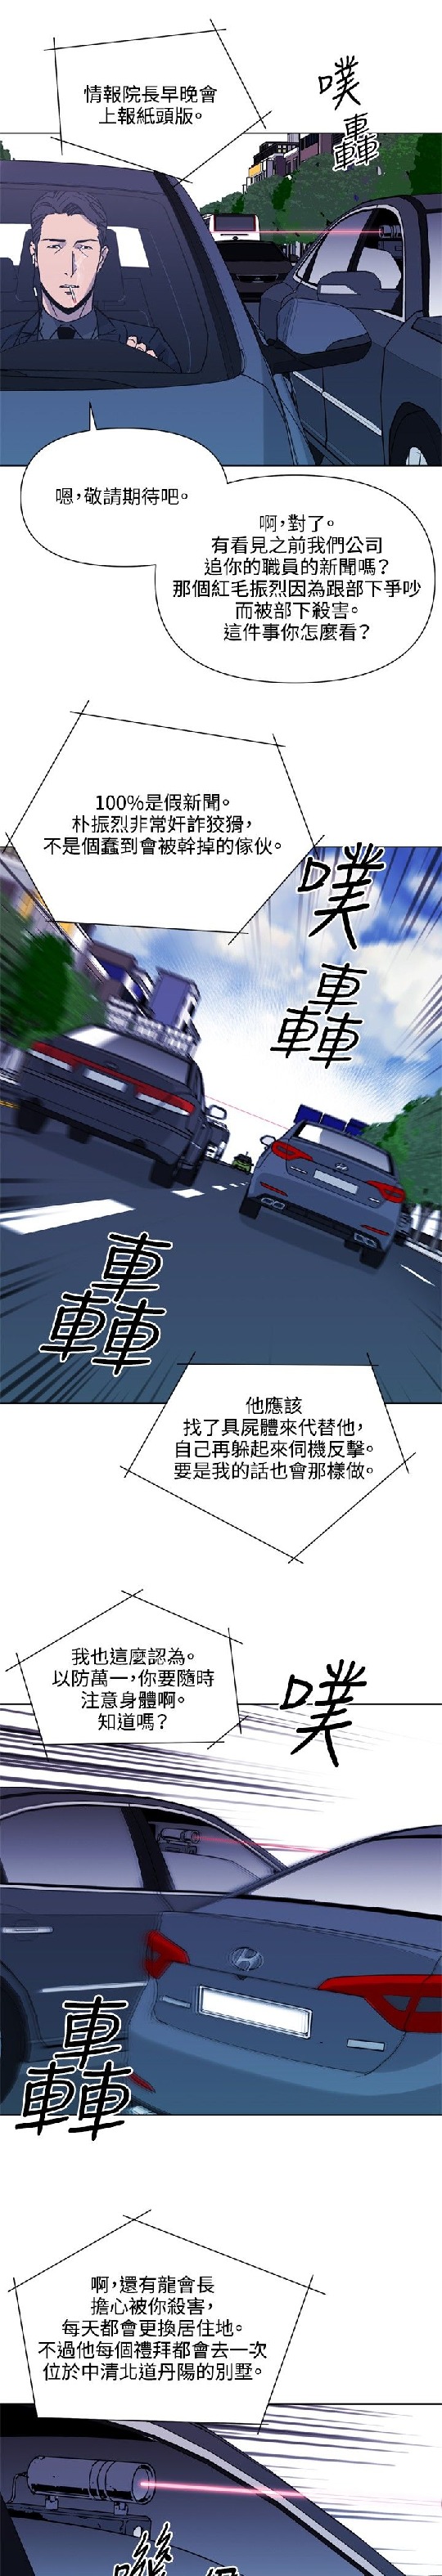 情報院長早晚會
上報紙頭版。
噗
轟
嗯，敬請期待吧。
啊，對了。
有看見之前我們公司
追你的職員的新聞嗎？
那個紅毛振烈因為跟部下爭吵
而被部下殺害。
這件事你怎麼看？
100%是假新聞。
朴振烈非常奸詐狡猾，
不是個蠢到會被幹掉的傢伙。
噗
轟
轟
他應該
找了具屍體來代替他，
自己再躲起來伺機反擊。
要是我的話也會那樣做。
我也這麼認為。
以防萬一，你要隨時
注意身體啊。
知道嗎？
噗
轟
啊，還有龍會長
擔心被你殺害，
每天都會更換居住地。
不過他每個禮拜都會去一次
位於中清北道丹陽的別墅。